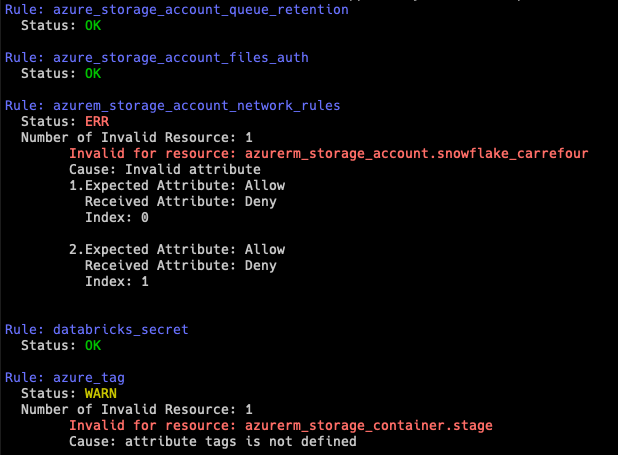 Rule: azure_storage_account_queue_retention
Status: OK
Rule: azure_storage_account_files_auth
Status: OK
Rule: azurem_storage_account_network_rules
Status: ERR
Number of Invalid Resource: 1
Invalid for resource: azurerm_storage_account.snowflake_carrefour
Cause: Invalid attribute
1.Expected Attribute: Allow
Received Attribute: Deny
Index: 0
2.Expected Attribute: Allow
Received Attribute: Deny
Index: 1
Rule: databricks_secret
Status: OK
Rule: azure_tag
Status: WARN
Number of Invalid Resource: 1
Invalid for resource: azurerm_storage_container.stage
Cause: attribute tags is not defined